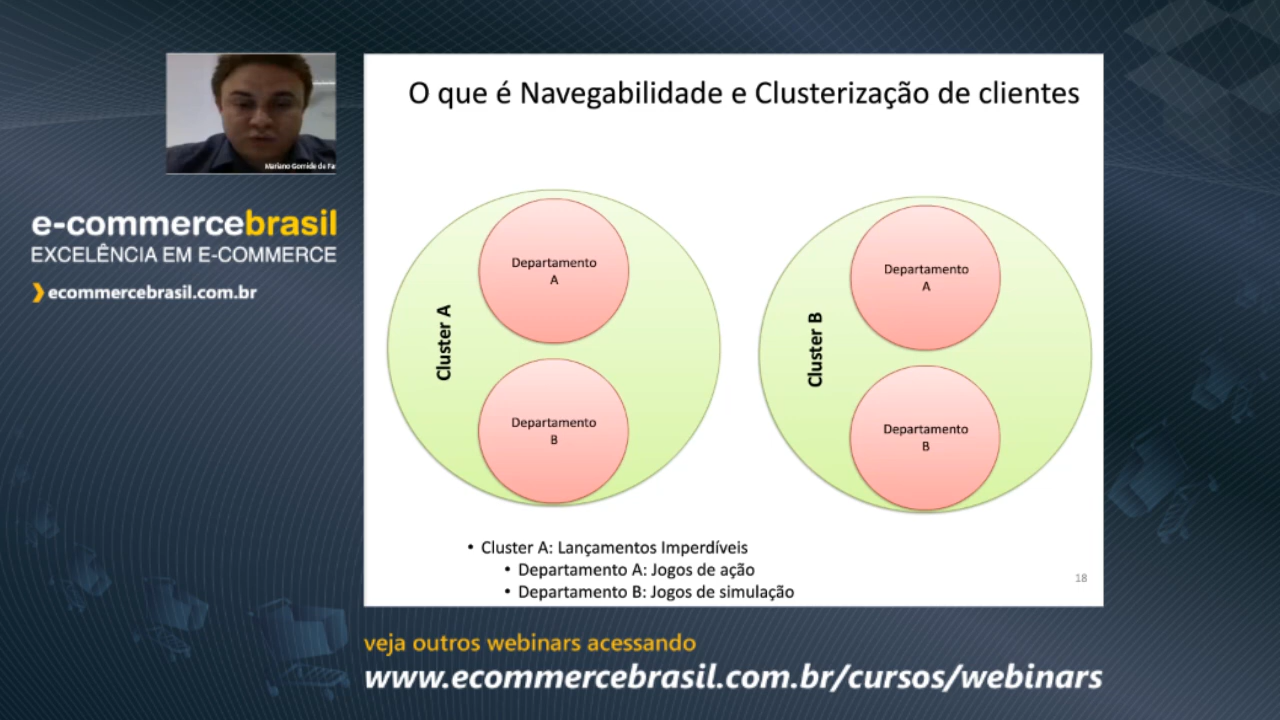 O que é Navegabilidade e Clusterização de clientes
Mariano Gomide de Fa
e-commercebrasil
EXCELÊNCIA EM E-COMMERCE
ecommercebrasil.com.br
Cluster A
Departamento
A
Departamento
B
Cluster B
Departamento
A
Departamento
B
• Cluster A: Lançamentos Imperdíveis
• Departamento A: Jogos de ação
• Departamento B: Jogos de simulação
18
veja outros webinars acessando
www.ecommercebrasil.com.br/cursos/webinars